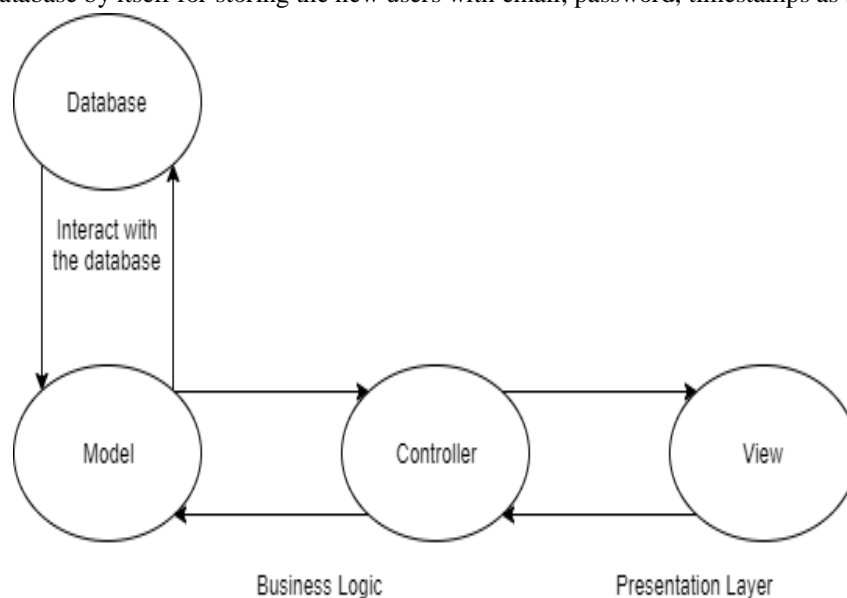 database by itself for storing the new users with email, password, timestamps as
Database
Interact with
the database
Model
Controller
View
Business Logic
Presentation Layer